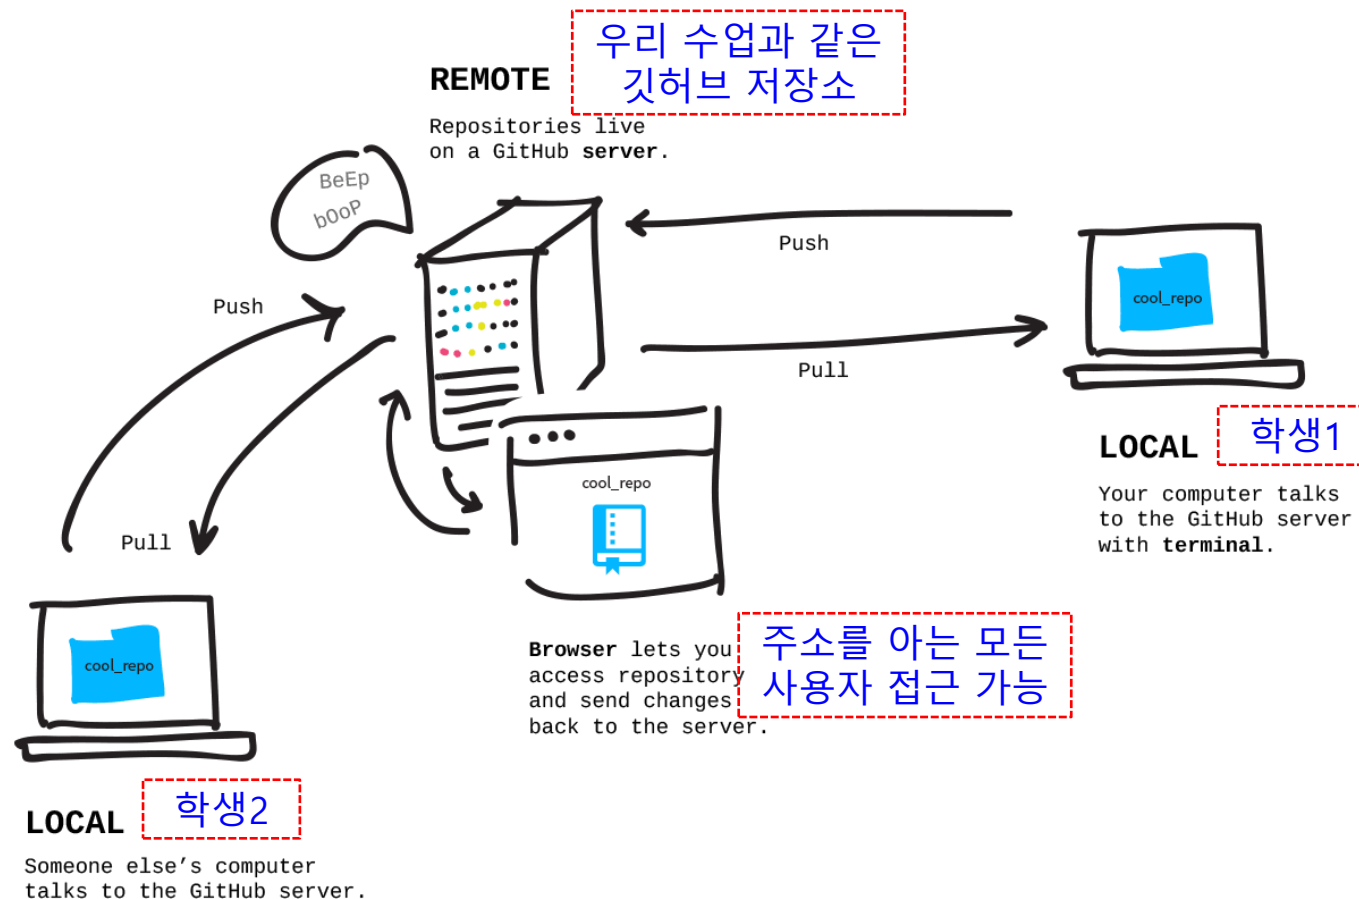 우리 수업과 같은
깃허브 저장소
REMOTE
Repositories live
on a GitHub server.
BeEp
bOoP
Push
Pull
Push
Pull
cool_repo
학생1
LOCAL
Your computer talks
to the GitHub server
with terminal.
cool_repo
Browser lets you
access repository
and send changes
back to the server.
주소를 아는 모든
사용자 접근 가능
cool_repo
LOCAL
학생2
Someone else’s computer
talks to the GitHub server.